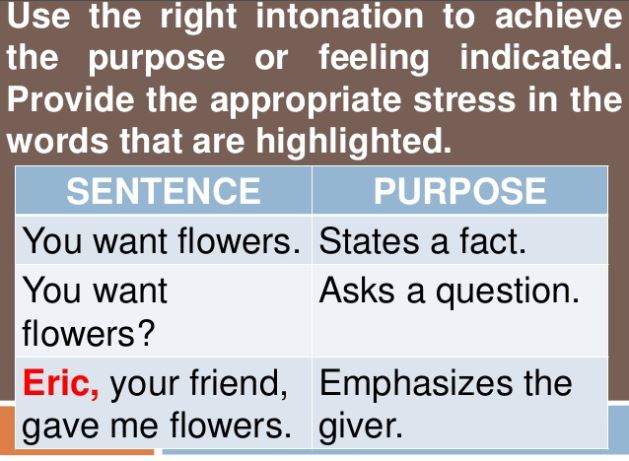 Use the right intonation to achieve
the purpose or feeling indicated.
Provide the appropriate stress in the
words that are highlighted.
SENTENCE PURPOSE
You want flowers. States a fact.
You want Asks a question.
flowers?
Eric, your friend, Emphasizes the
gave me flowers. giver.